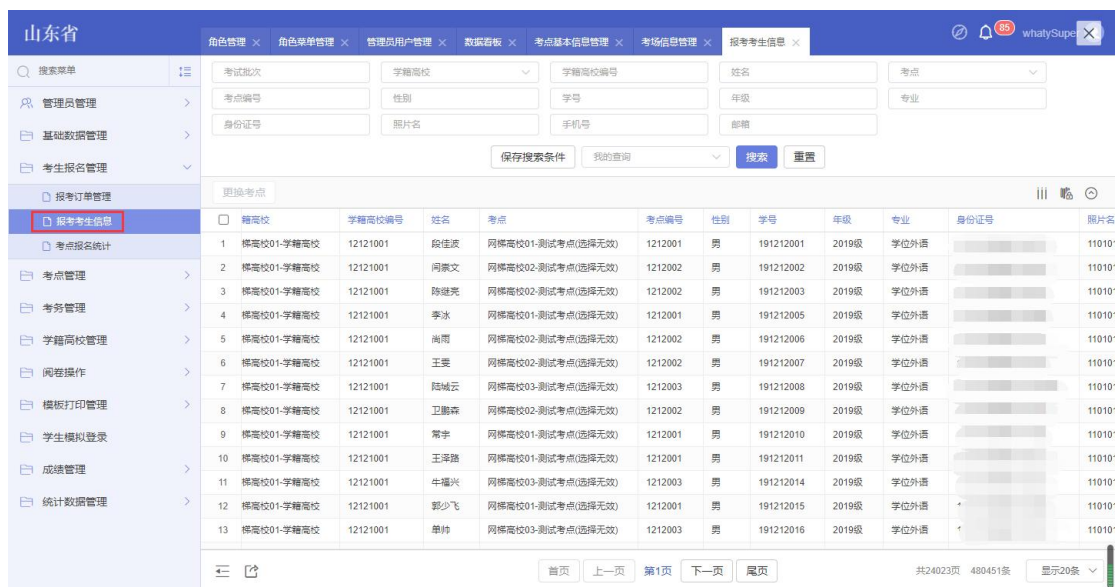 山东省
角色管理 × 角色菜单管理 × 管理员用户管理 × 数据看板 × 考点基本信息管理 × 考场信息管理 × 报考考生信息 ×
85 whatySupe
搜索菜单
管理员管理
基础数据管理
考生报名管理
报考订单管理
报考考生信息
考点报名统计
考点管理
考务管理
学籍高校管理
阅卷操作
模板打印管理
学生模拟登录
成绩管理
统计数据管理
考试批次 学籍高校 学籍高校编号 姓名 考点
考点编号 性别 学号 年级 专业
身份证号 照片名 手机号 邮箱
保存搜索条件 我的查询 搜索 重置
更换考点
籍高校 学籍高校编号 姓名 考点 考点编号 性别 学号 年级 专业 身份证号 照片名
1 梯高校01-学籍高校 12121001 段佳波 网梯高校01-测试考点(选择无效) 1212001 男 191212001 2019级 学位外语 11010
2 梯高校01-学籍高校 12121001 闫崇文 网梯高校02-测试考点(选择无效) 1212002 男 191212002 2019级 学位外语 11010
3 梯高校01-学籍高校 12121001 陈继亮 网梯高校02-测试考点(选择无效) 1212002 男 191212003 2019级 学位外语 11010
4 梯高校01-学籍高校 12121001 李冰 网梯高校01-测试考点(选择无效) 1212001 男 191212005 2019级 学位外语 11010
5 梯高校01-学籍高校 12121001 尚雨 网梯高校02-测试考点(选择无效) 1212002 男 191212006 2019级 学位外语 11010
6 梯高校01-学籍高校 12121001 王雯 网梯高校02-测试考点(选择无效) 1212002 男 191212007 2019级 学位外语 11010
7 梯高校01-学籍高校 12121001 陆城云 网梯高校03-测试考点(选择无效) 1212003 男 191212008 2019级 学位外语 11010
8 梯高校01-学籍高校 12121001 卫鹏森 网梯高校02-测试考点(选择无效) 1212002 男 191212009 2019级 学位外语 11010
9 梯高校01-学籍高校 12121001 常宇 网梯高校01-测试考点(选择无效) 1212001 男 191212010 2019级 学位外语 11010
10 梯高校01-学籍高校 12121001 王泽路 网梯高校01-测试考点(选择无效) 1212001 男 191212011 2019级 学位外语 11010
11 梯高校01-学籍高校 12121001 牛福兴 网梯高校03-测试考点(选择无效) 1212003 男 191212014 2019级 学位外语 11010
12 梯高校01-学籍高校 12121001 郭少飞 网梯高校01-测试考点(选择无效) 1212001 男 191212015 2019级 学位外语 11010
13 梯高校01-学籍高校 12121001 单帅 网梯高校03-测试考点(选择无效) 1212003 男 191212016 2019级 学位外语 11010
首页 上一页 第1页 下一页 尾页 共24023页 480451条 显示20条